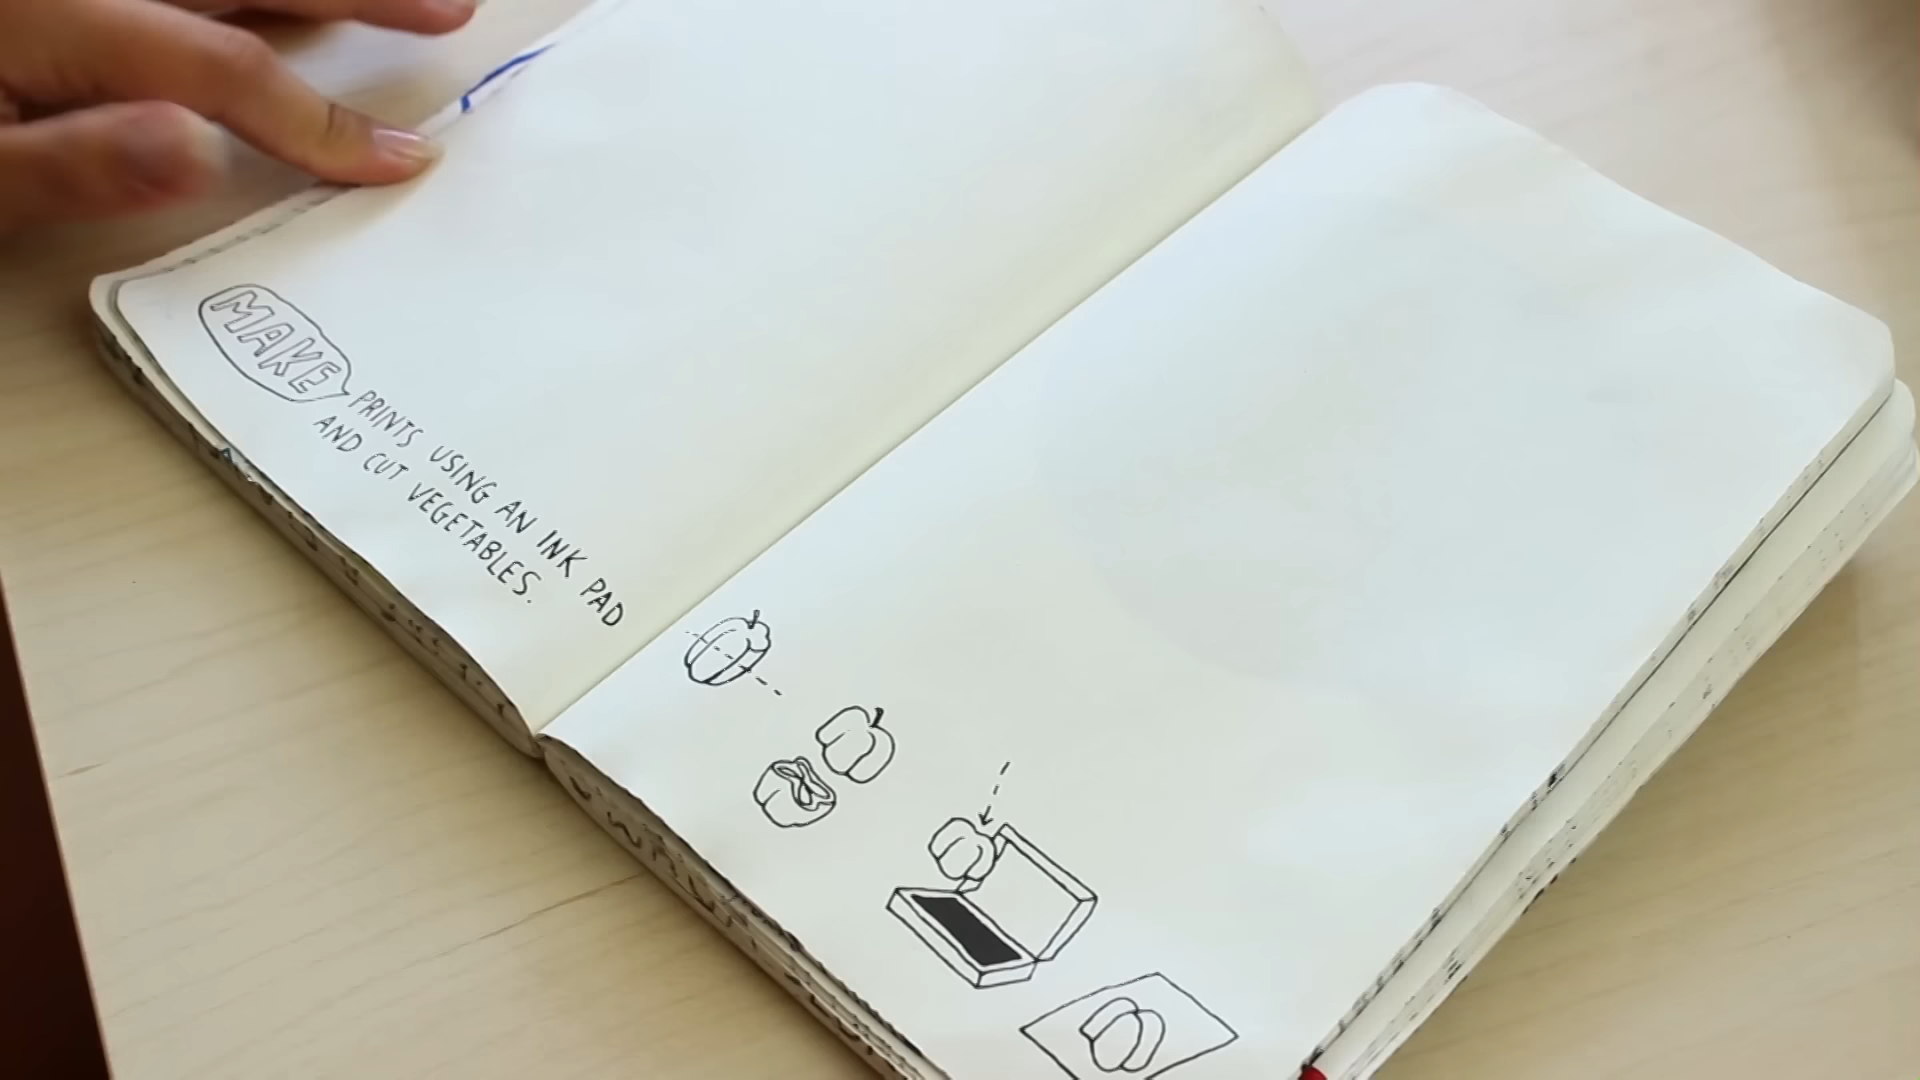 MAKE PRINTS USING AN INK PAD
AND CUT VEGETABLES.